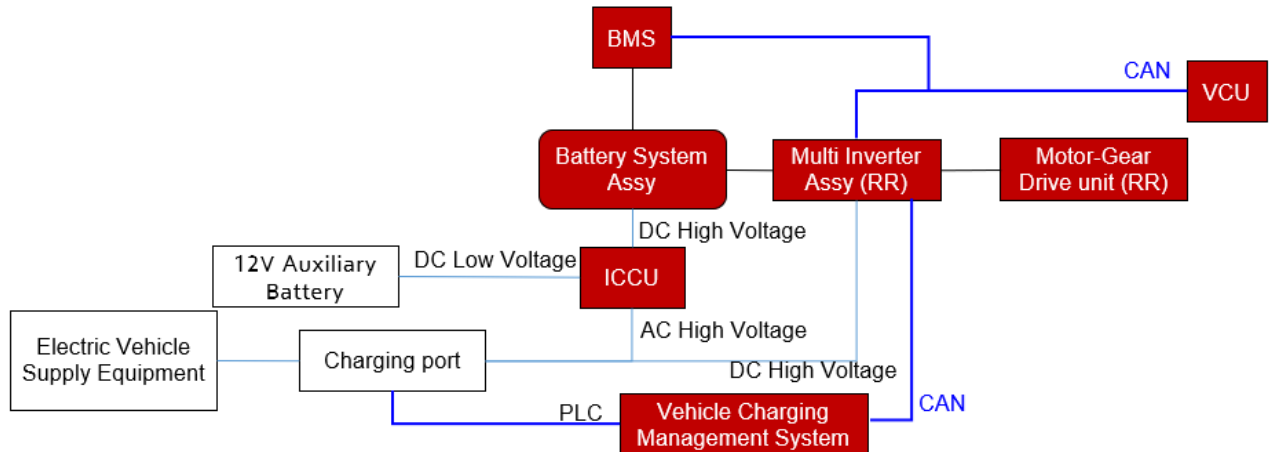 BMS
CAN
VCU
Battery System
Assy
Multi Inverter
Assy (RR)
Motor-Gear
Drive unit (RR)
DC High Voltage
12V Auxiliary
Battery
DC Low Voltage
ICCU
AC High Voltage
Electric Vehicle
Supply Equipment
Charging port
DC High Voltage
PLC
Vehicle Charging
Management System
CAN